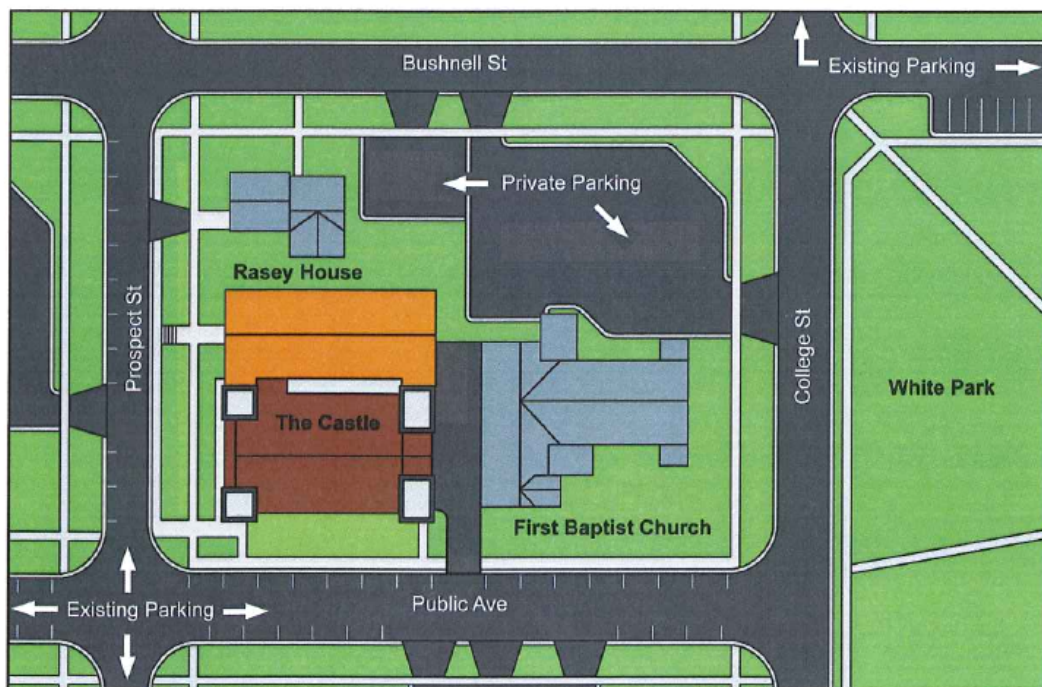 Bushnell St
Existing Parking
Private Parking
Rasey House
Prospect St
College St
White Park
The Castle
First Baptist Church
Existing Parking
Public Ave